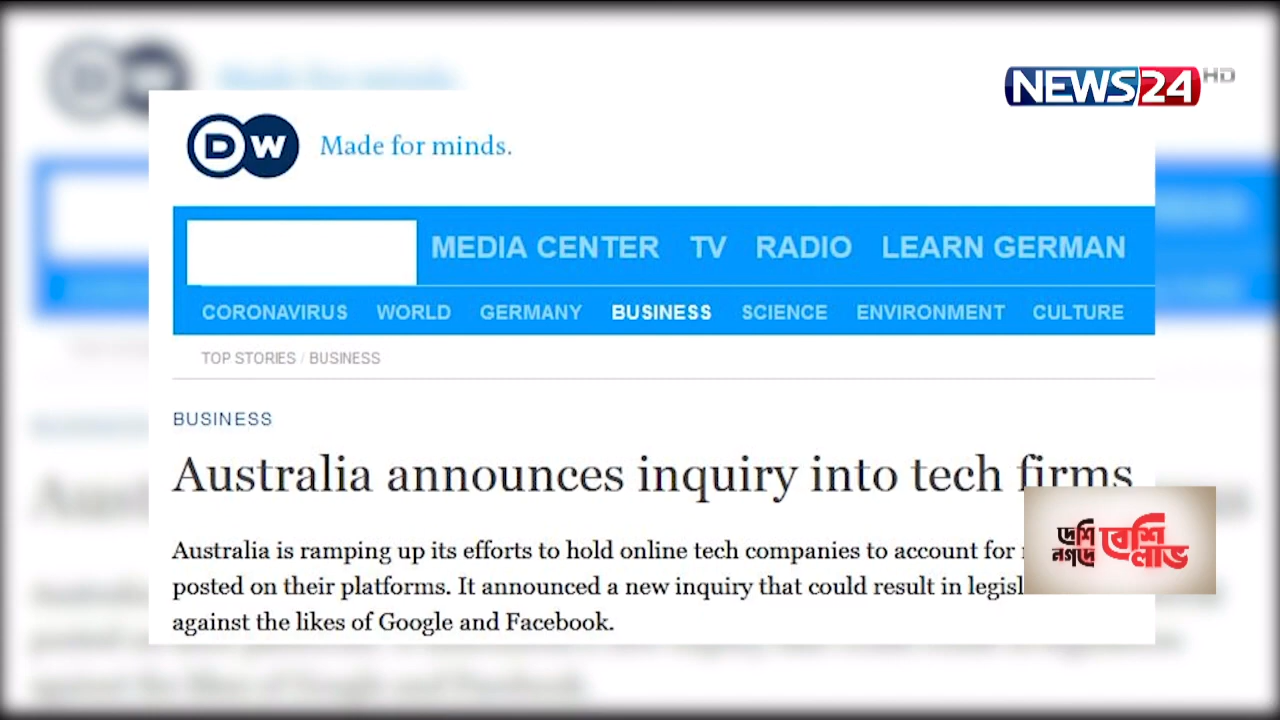 NEWS24 HD
DW Made for minds.
MEDIA CENTER TV RADIO LEARN GERMAN
CORONAVIRUS WORLD GERMANY BUSINESS SCIENCE ENVIRONMENT CULTURE
TOP STORIES / BUSINESS
BUSINESS
Australia announces inquiry into tech firms
Australia is ramping up its efforts to hold online tech companies to account for
posted on their platforms. It announced a new inquiry that could result in
against the likes of Google and Facebook.
দেশি বেশি
নগদে লাভ